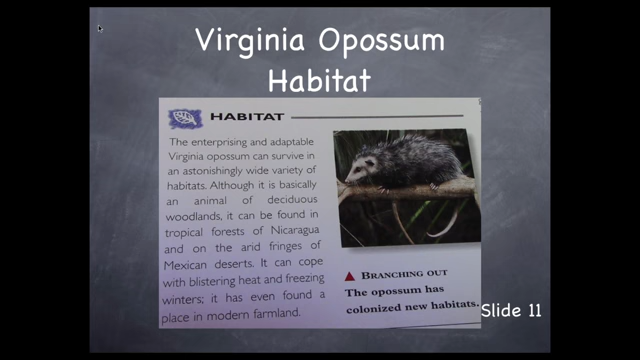 Virginia Opossum
Habitat
HABITAT
The enterprising and adaptable
Virginia opossum can survive in
an astonishingly wide variety of
habitats. Although it is basically
an animal of deciduous
woodlands, it can be found in
tropical forests of Nicaragua
and on the arid fringes of
Mexican deserts. It can cope
with blistering heat and freezing
winters; it has even found a
place in modern farmland.
▲ BRANCHING OUT
The opossum has
colonized new habitats.
Slide 11